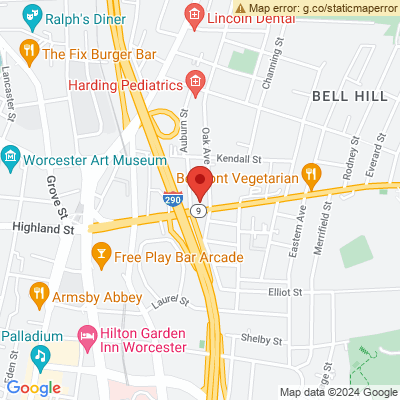 Map error: g.co/staticmaperror
Ralph's Diner
Lincoln Dental
The Fix Burger Bar
Channing St
Lancaster St
Harding Pediatrics
BELL HILL
Auburn St
Oak Ave
Everard St
Rodney St
Worcester Art Museum
Kendall St
Belmont Vegetarian
Grove St
290
9
Highland St
Eastern Ave
Merrifield St
Free Play Bar Arcade
Armsby Abbey
Laurel St
Elliot St
Palladium
Hilton Garden
Inn Worcester
Shelby St
Eden St
Google
Map data ©2024 Google